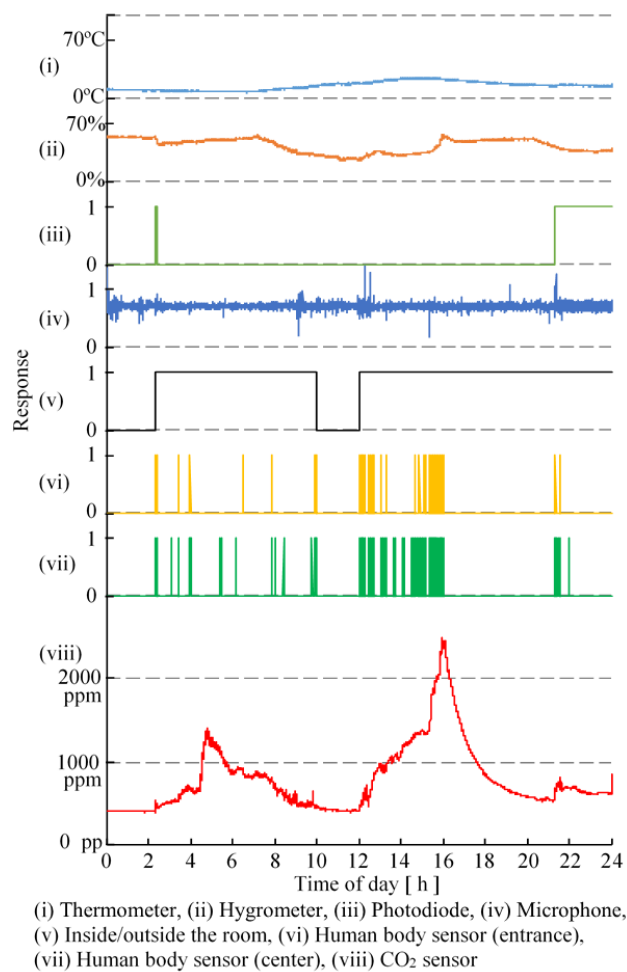 70°C
(i)
0°C
70%
(ii)
0%
1
(iii)
0
1
(iv)
0
Response
1
(v)
0
1
(vi)
0
1
(vii)
0
(viii)
2000
ppm
1000
ppm
0 pp
0 2 4 6 8 10 12 14 16 18 20 22 24
Time of day [ h ]
(i) Thermometer, (ii) Hygrometer, (iii) Photodiode, (iv) Microphone,
(v) Inside/outside the room, (vi) Human body sensor (entrance),
(vii) Human body sensor (center), (viii) CO₂ sensor